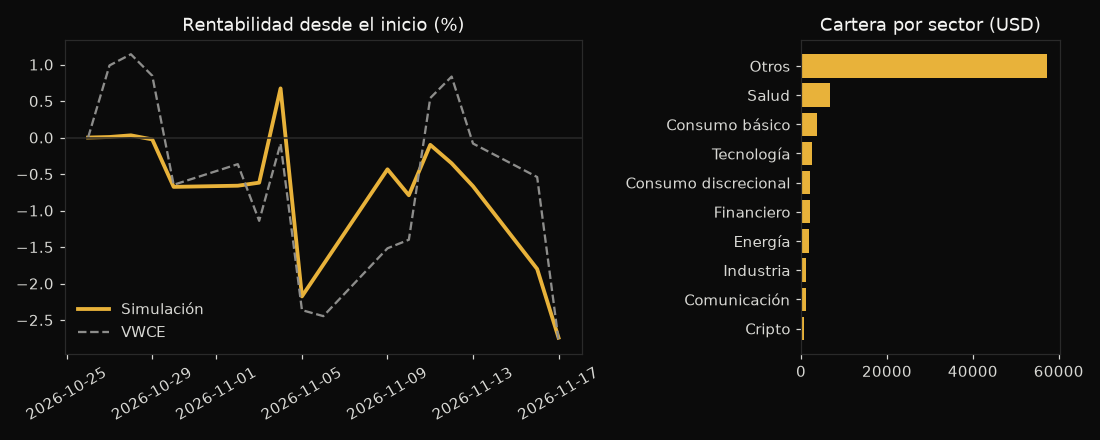 Rentabilidad desde el inicio (%)
1.0
0.5
0.0
−0.5
−1.0
−1.5
−2.0
−2.5
Simulación
VWCE
2026-10-25
2026-10-29
2026-11-01
2026-11-05
2026-11-09
2026-11-13
2026-11-17
Cartera por sector (USD)
Otros
Salud
Consumo básico
Tecnología
Consumo discrecional
Financiero
Energía
Industria
Comunicación
Cripto
0
20000
40000
60000